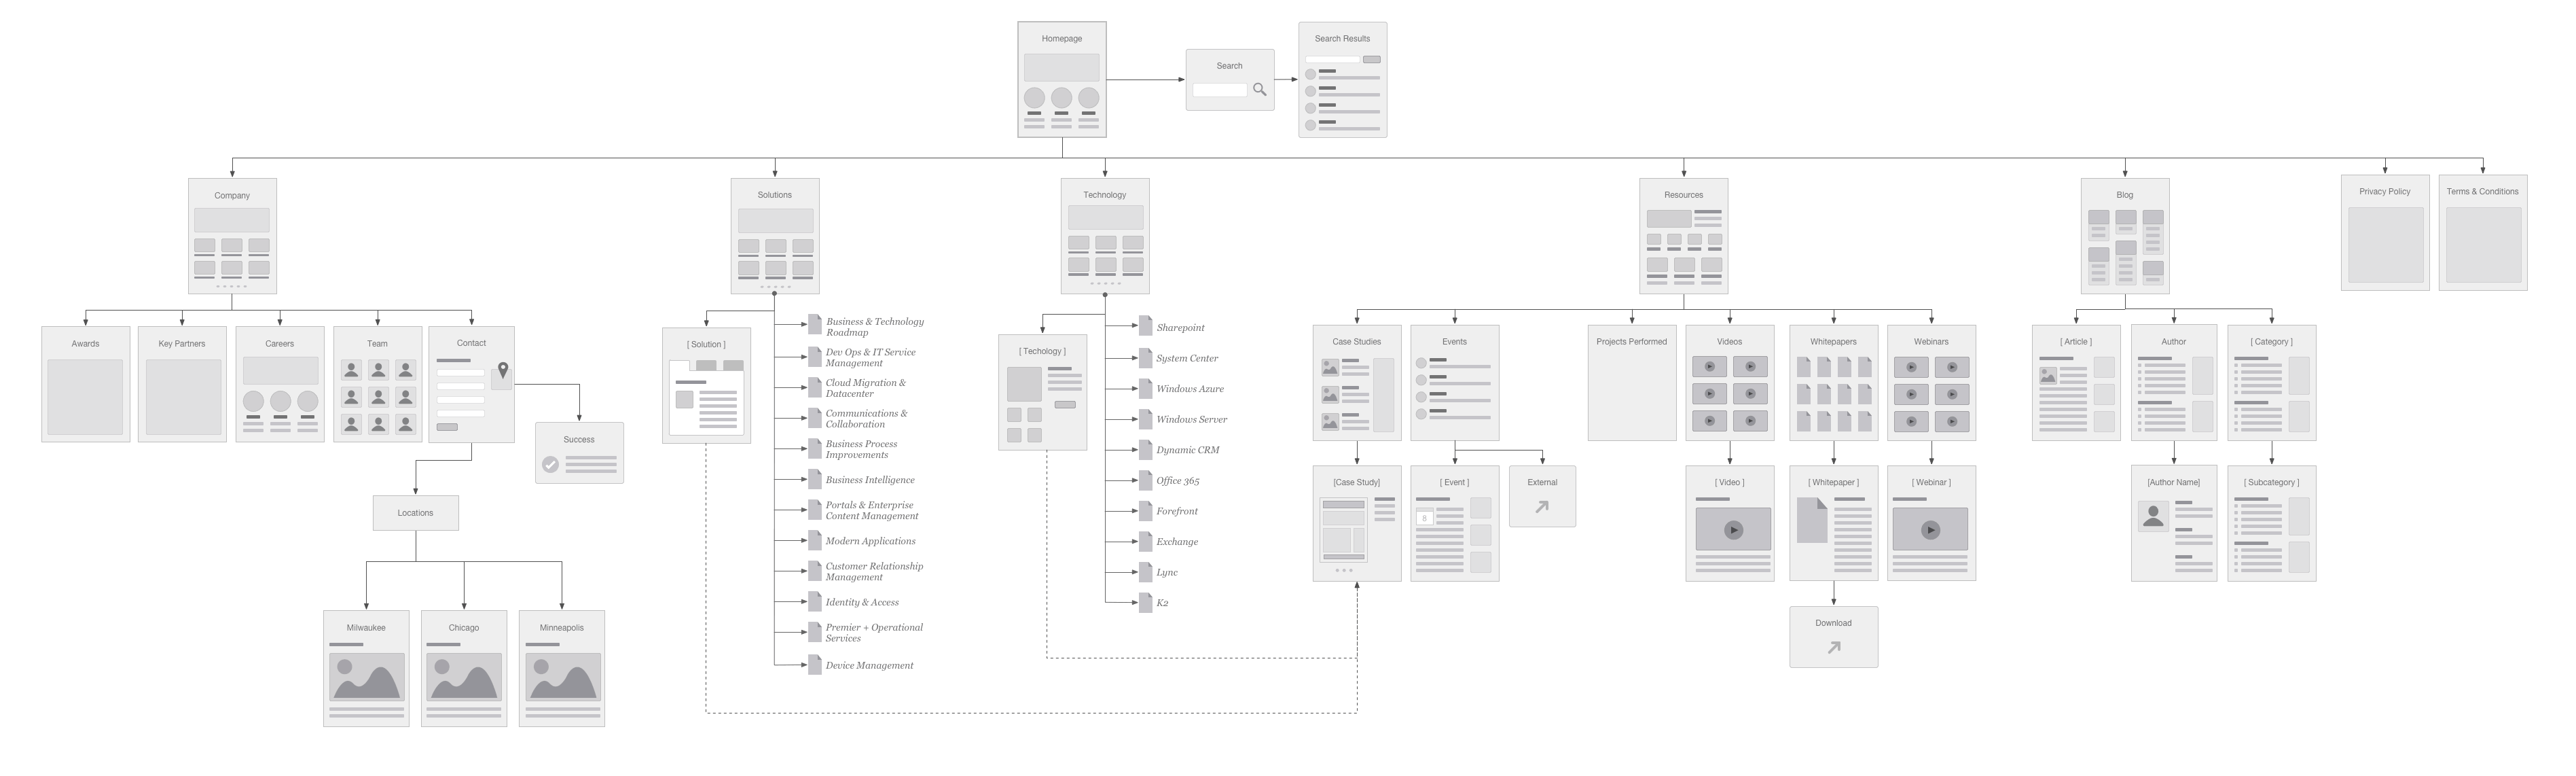 Homepage
Search
Search Results
Company
Solutions
Technology
Resources
Blog
Privacy Policy
Terms & Conditions
Awards
Key Partners
Careers
Team
Contact
Success
Locations
Milwaukee
Chicago
Minneapolis
[ Solution ]
Business & Technology
Roadmap
Dev Ops & IT Service
Management
Cloud Migration &
Datacenter
Communications &
Collaboration
Business Process
Improvements
Business Intelligence
Portals & Enterprise
Content Management
Modern Applications
Customer Relationship
Management
Identity & Access
Premier + Operational
Services
Device Management
[ Techology ]
Sharepoint
System Center
Windows Azure
Windows Server
Dynamic CRM
Office 365
Forefront
Exchange
Lync
K2
Case Studies
Events
Projects Performed
Videos
Whitepapers
Webinars
[Case Study]
[ Event ]
8
External
[ Video ]
[ Whitepaper ]
[ Webinar ]
Download
[ Article ]
Author
[ Category ]
[Author Name]
[ Subcategory ]